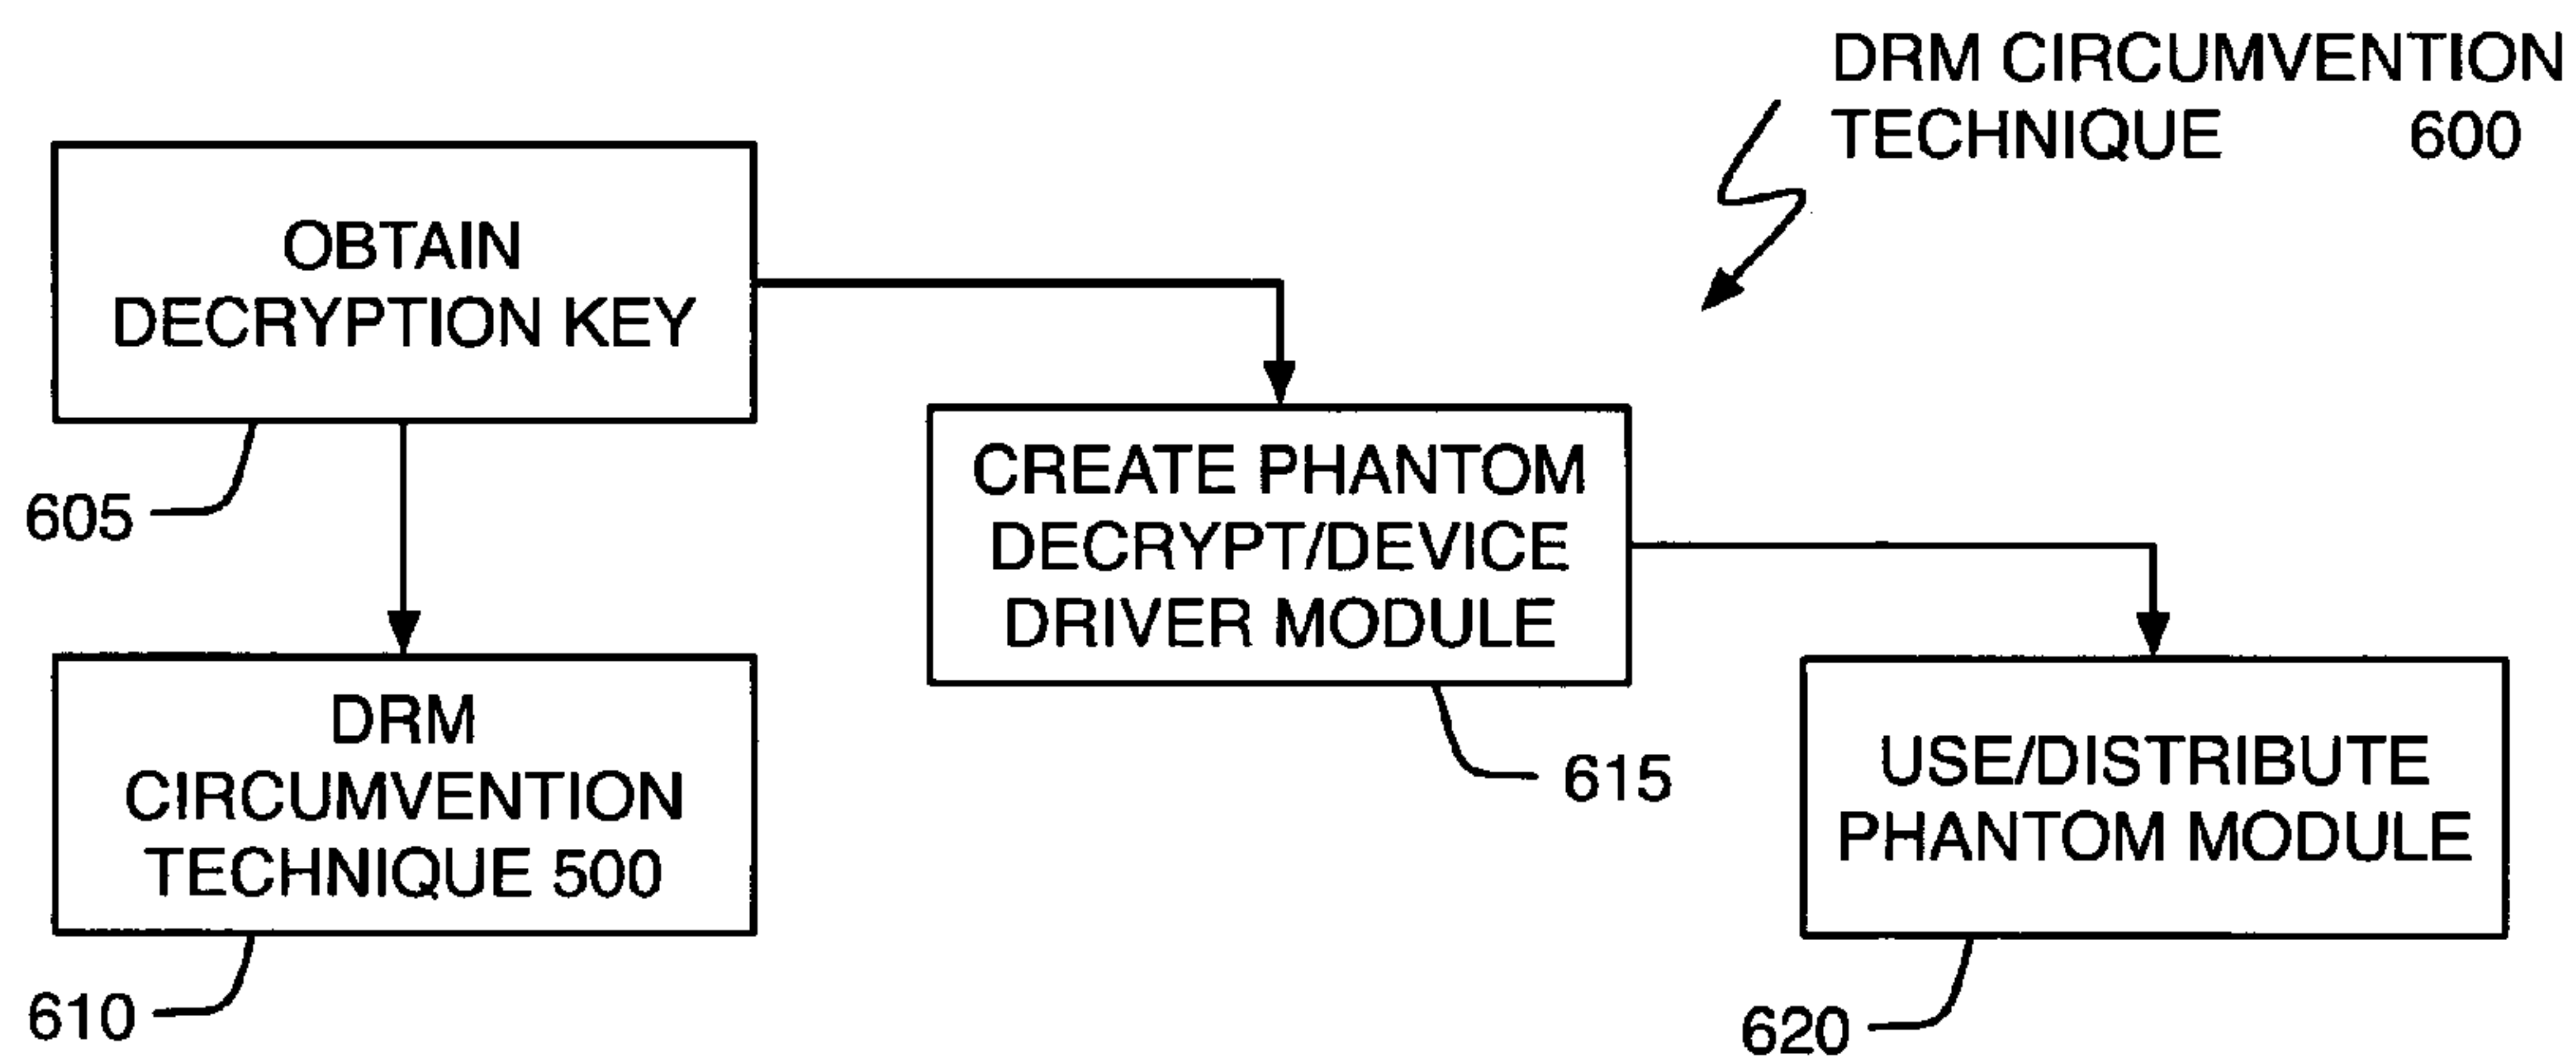 DRM CIRCUMVENTION
TECHNIQUE 600
OBTAIN
DECRYPTION KEY
605
CREATE PHANTOM
DECRYPT/DEVICE
DRIVER MODULE
615
DRM
CIRCUMVENTION
TECHNIQUE 500
610
USE/DISTRIBUTE
PHANTOM MODULE
620